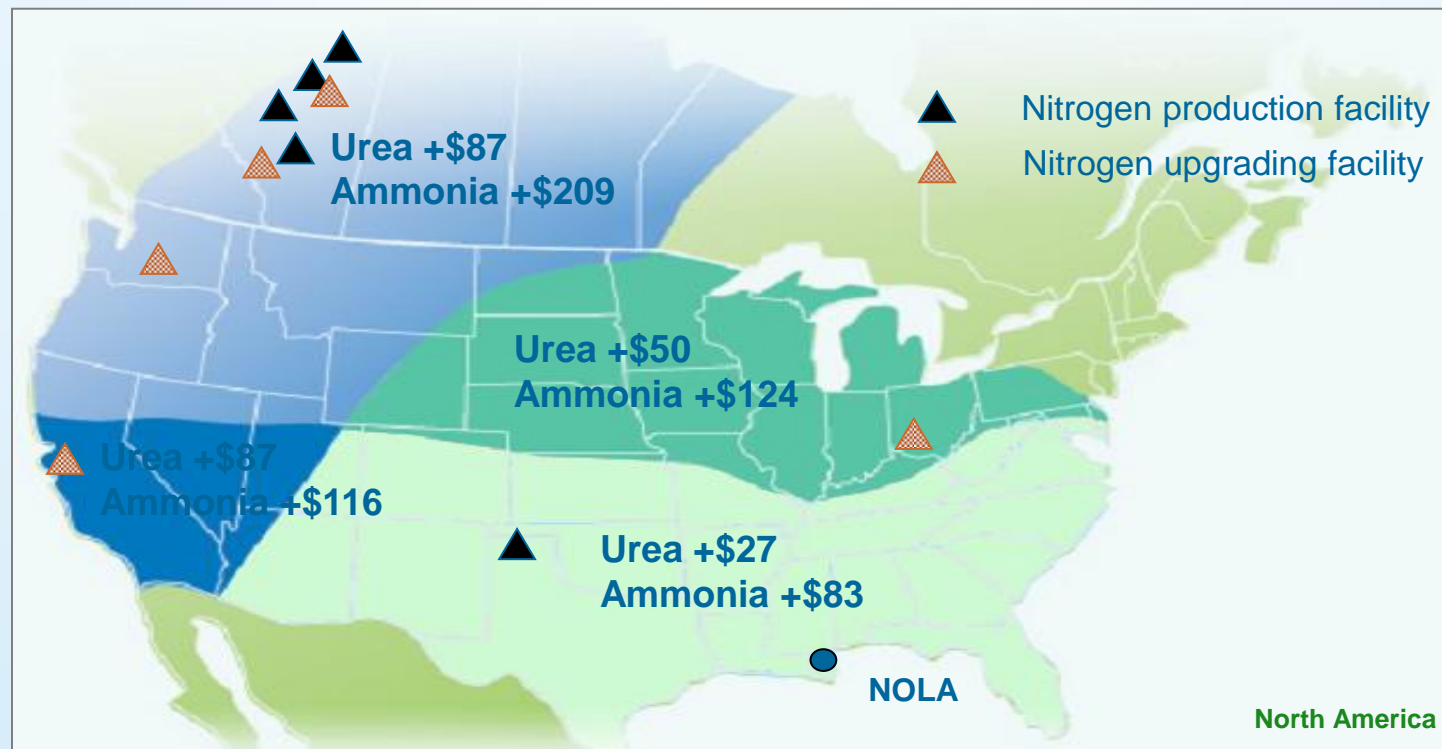 Nitrogen production facility
Nitrogen upgrading facility
Urea +$87
Ammonia +$209
Urea +$50
Ammonia +$124
Urea +$87
Ammonia +$116
Urea +$27
Ammonia +$83
NOLA
North America